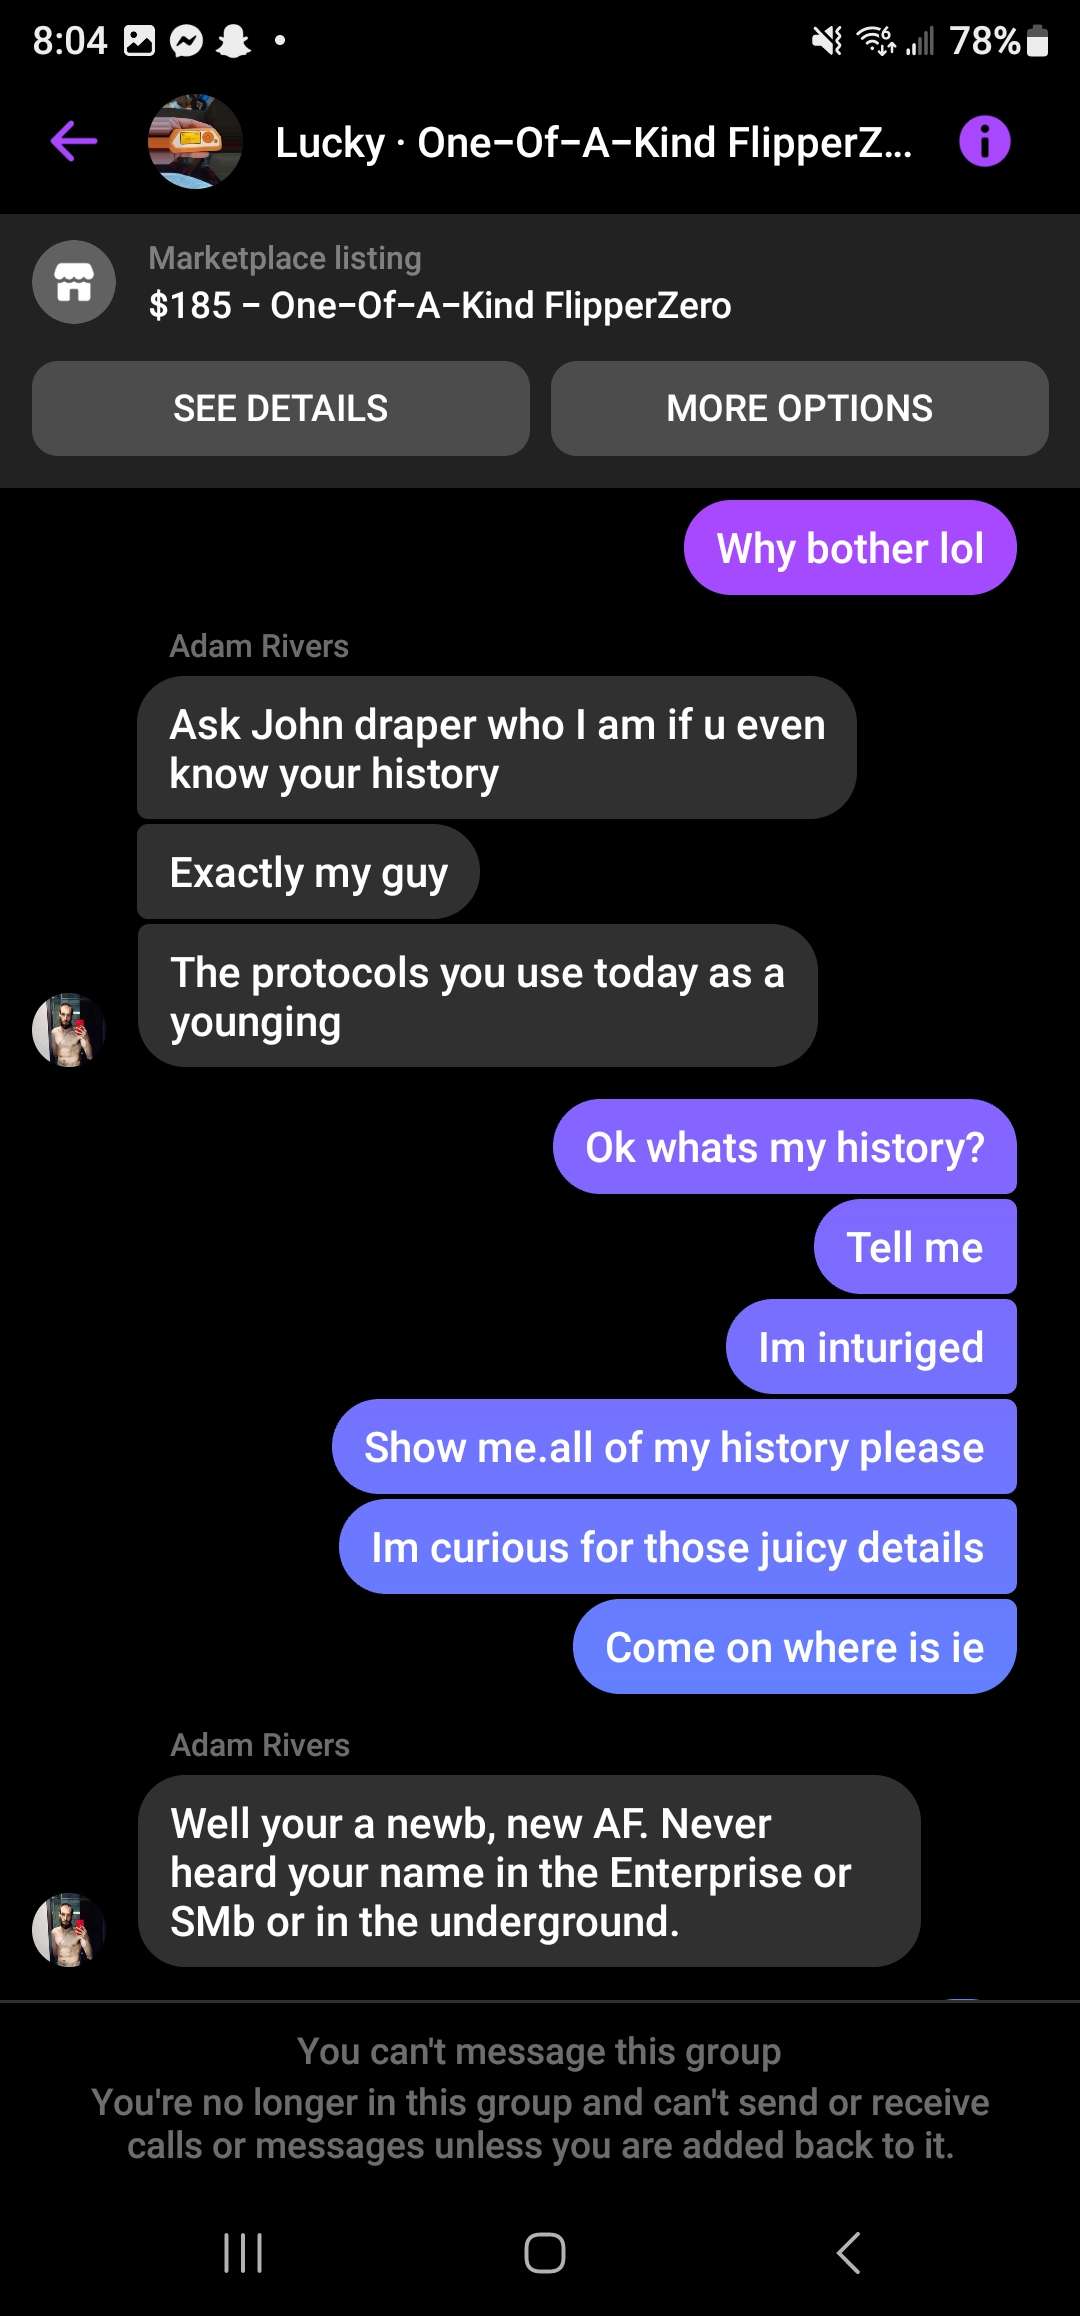 8:04
78%
Lucky · One-Of-A-Kind FlipperZ...
Marketplace listing
$185 – One-Of-A-Kind FlipperZero
SEE DETAILS
MORE OPTIONS
Why bother lol
Adam Rivers
Ask John draper who I am if u even
know your history
Exactly my guy
The protocols you use today as a
younging
Ok whats my history?
Tell me
Im inturiged
Show me.all of my history please
Im curious for those juicy details
Come on where is ie
Adam Rivers
Well your a newb, new AF. Never
heard your name in the Enterprise or
SMb or in the underground.
You can't message this group
You're no longer in this group and can't send or receive
calls or messages unless you are added back to it.